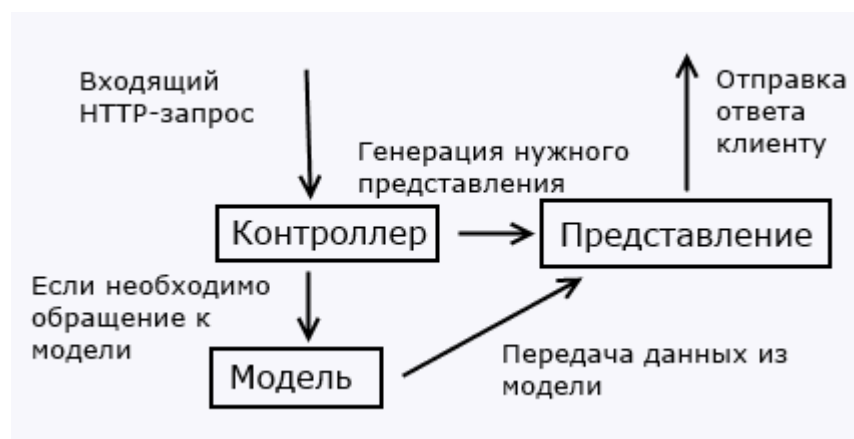 Входящий
HTTP-запрос
Отправка
ответа
клиенту
Генерация нужного
представления
Контроллер
Представление
Если необходимо
обращение к
модели
Модель
Передача данных из
модели